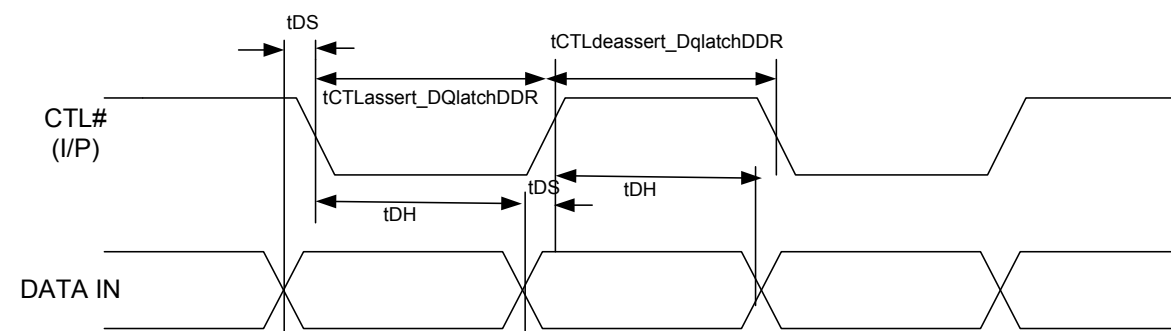 tDS
tCTLdeassert_DqlatchDDR
tCTLassert_DQlatchDDR
CTL#
(I/P)
tDS
tDH
tDH
DATA IN